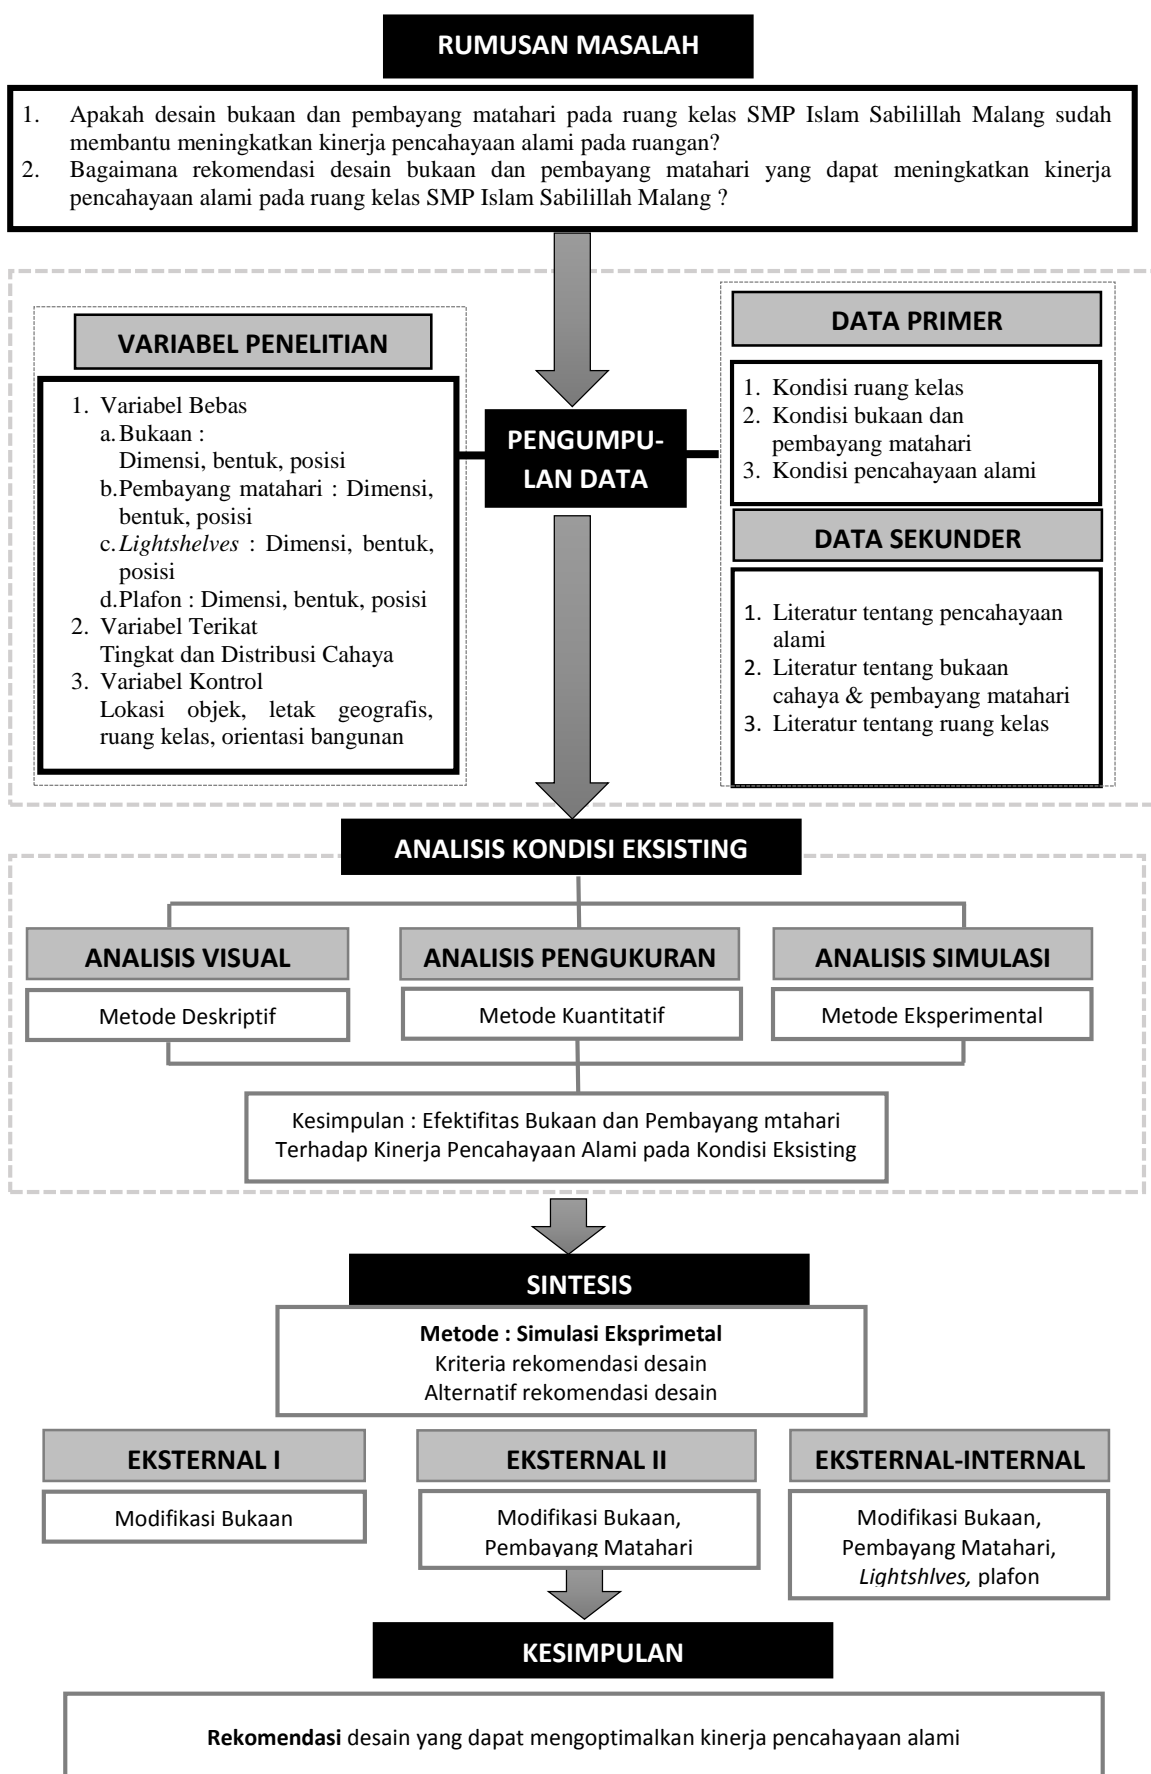 RUMUSAN MASALAH
1. Apakah desain bukaan dan pembayang matahari pada ruang kelas SMP Islam Sabilillah Malang sudah
membantu meningkatkan kinerja pencahayaan alami pada ruangan?
2. Bagaimana rekomendasi desain bukaan dan pembayang matahari yang dapat meningkatkan kinerja
pencahayaan alami pada ruang kelas SMP Islam Sabilillah Malang ?
VARIABEL PENELITIAN
1. Variabel Bebas
a. Bukaan :
Dimensi, bentuk, posisi
b. Pembayang matahari : Dimensi,
bentuk, posisi
c. Lightshelves : Dimensi, bentuk,
posisi
d. Plafon : Dimensi, bentuk, posisi
2. Variabel Terikat
Tingkat dan Distribusi Cahaya
3. Variabel Kontrol
Lokasi objek, letak geografis,
ruang kelas, orientasi bangunan
PENGUMPU-
LAN DATA
DATA PRIMER
1. Kondisi ruang kelas
2. Kondisi bukaan dan
pembayang matahari
3. Kondisi pencahayaan alami
DATA SEKUNDER
1. Literatur tentang pencahayaan
alami
2. Literatur tentang bukaan
cahaya & pembayang matahari
3. Literatur tentang ruang kelas
ANALISIS KONDISI EKSISTING
ANALISIS VISUAL
Metode Deskriptif
ANALISIS PENGUKURAN
Metode Kuantitatif
ANALISIS SIMULASI
Metode Eksperimental
Kesimpulan : Efektifitas Bukaan dan Pembayang mtahari
Terhadap Kinerja Pencahayaan Alami pada Kondisi Eksisting
SINTESIS
Metode : Simulasi Eksprimetal
Kriteria rekomendasi desain
Alternatif rekomendasi desain
EKSTERNAL I
Modifikasi Bukaan
EKSTERNAL II
Modifikasi Bukaan,
Pembayang Matahari
EKSTERNAL-INTERNAL
Modifikasi Bukaan,
Pembayang Matahari,
Lightshlves, plafon
KESIMPULAN
Rekomendasi desain yang dapat mengoptimalkan kinerja pencahayaan alami